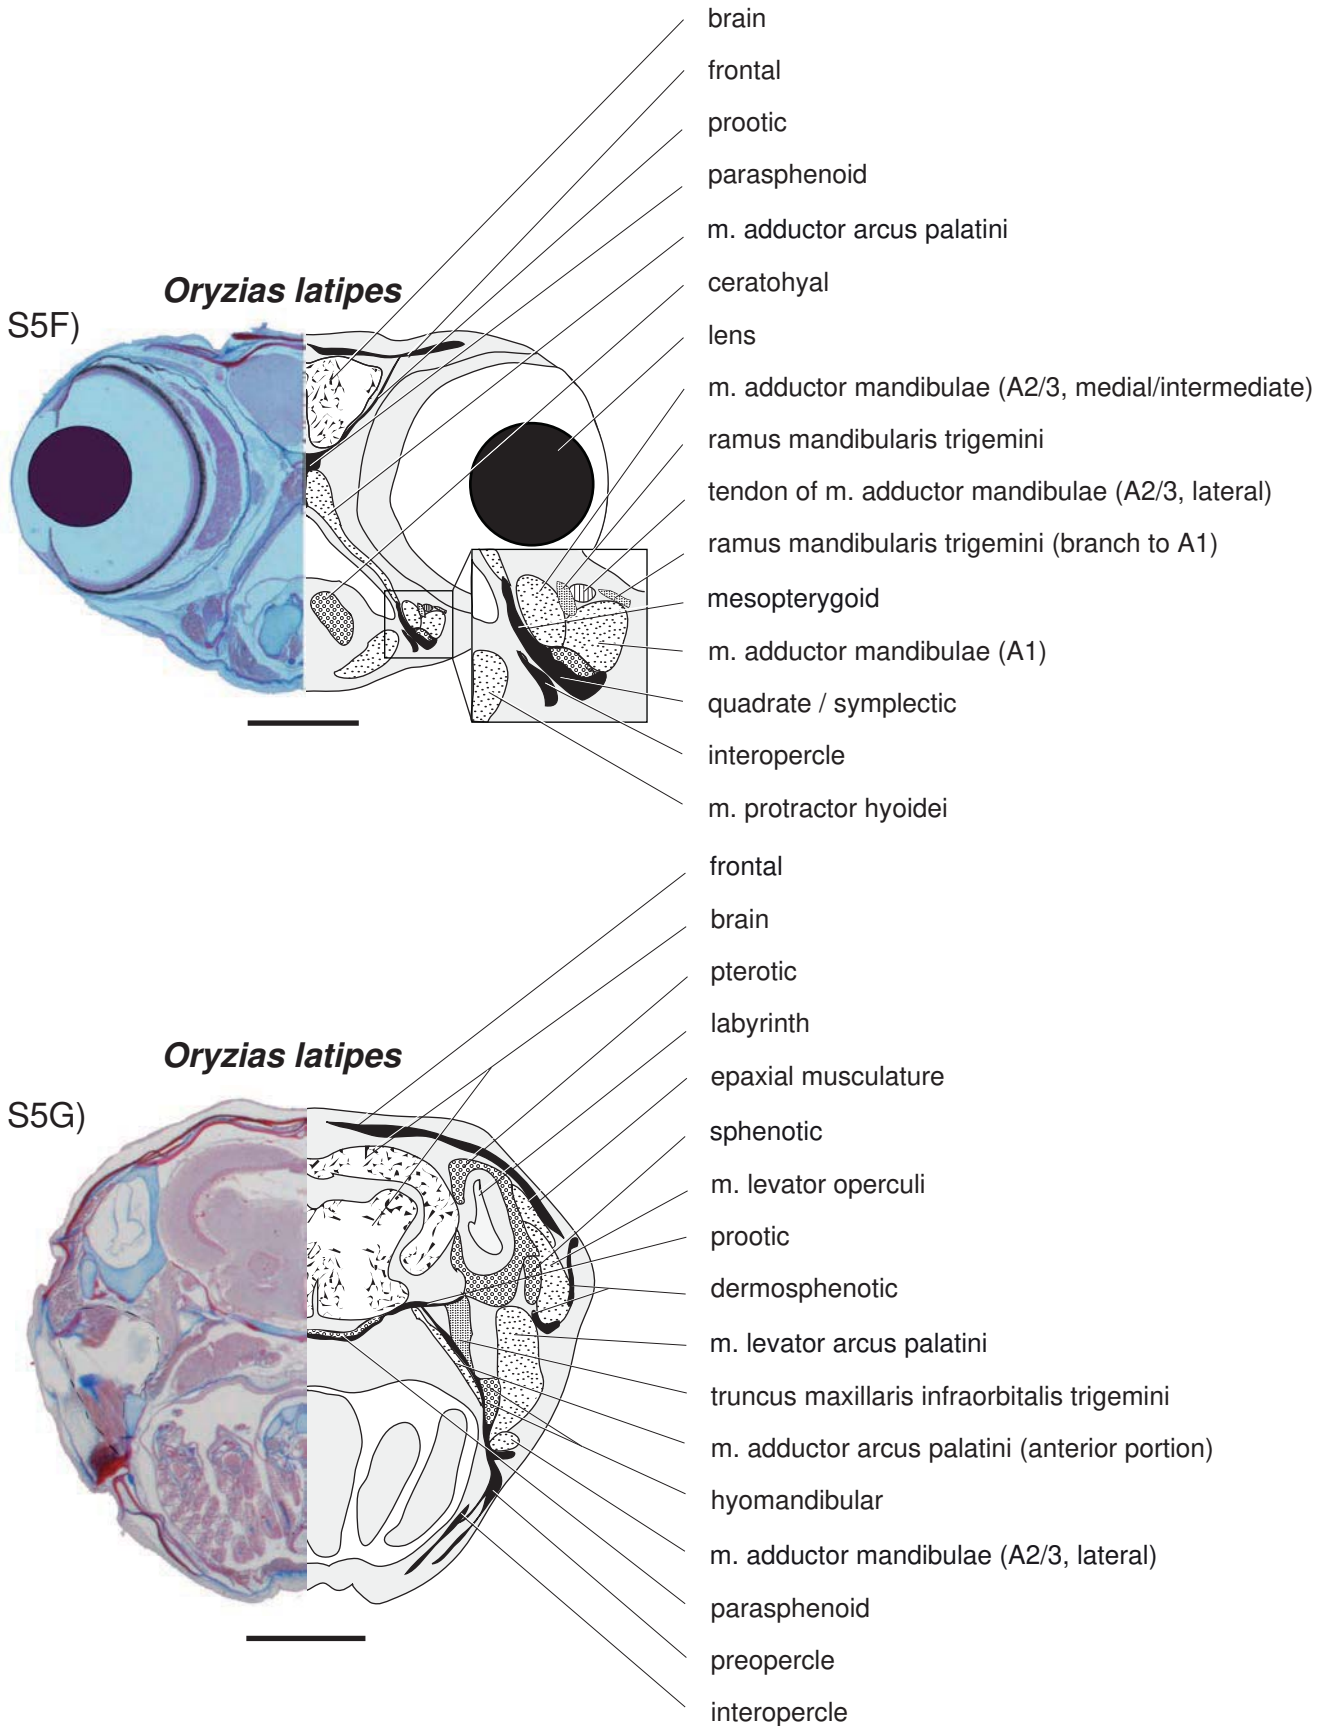 brain
frontal
prootic
parasphenoid
m. adductor arcus palatini
ceratohyal
lens
m. adductor mandibulae (A2/3, medial/intermediate)
ramus mandibularis trigemini
tendon of m. adductor mandibulae (A2/3, lateral)
ramus mandibularis trigemini (branch to A1)
mesopterygoid
m. adductor mandibulae (A1)
quadrate / symplectic
interopercle
m. protractor hyoidei
Oryzias latipes
S5F)
frontal
brain
pterotic
labyrinth
epaxial musculature
sphenotic
m. levator operculi
prootic
dermosphenotic
m. levator arcus palatini
truncus maxillaris infraorbitalis trigemini
m. adductor arcus palatini (anterior portion)
hyomandibular
m. adductor mandibulae (A2/3, lateral)
parasphenoid
preopercle
interopercle
Oryzias latipes
S5G)